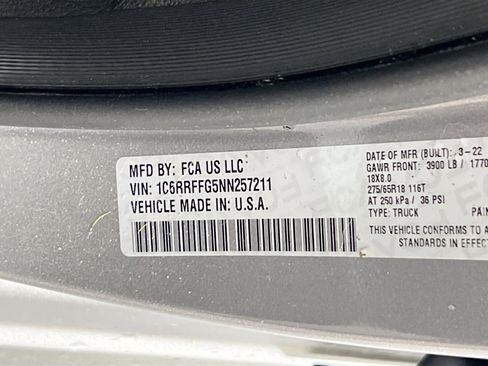 MFD BY: FCA US LLC
VIN: 1C6RRFFG5NN257211
VEHICLE MADE IN: U.S.A.
DATE OF MFR (BUILT): 3-22
GAWR FRONT: 3900 LB / 1770
18X8.0
275/65R18 116T
AT 250 kPa / 36 PSI
TYPE: TRUCK PAIN
THIS VEHICLE CONFORMS TO A
STANDARDS IN EFFECT